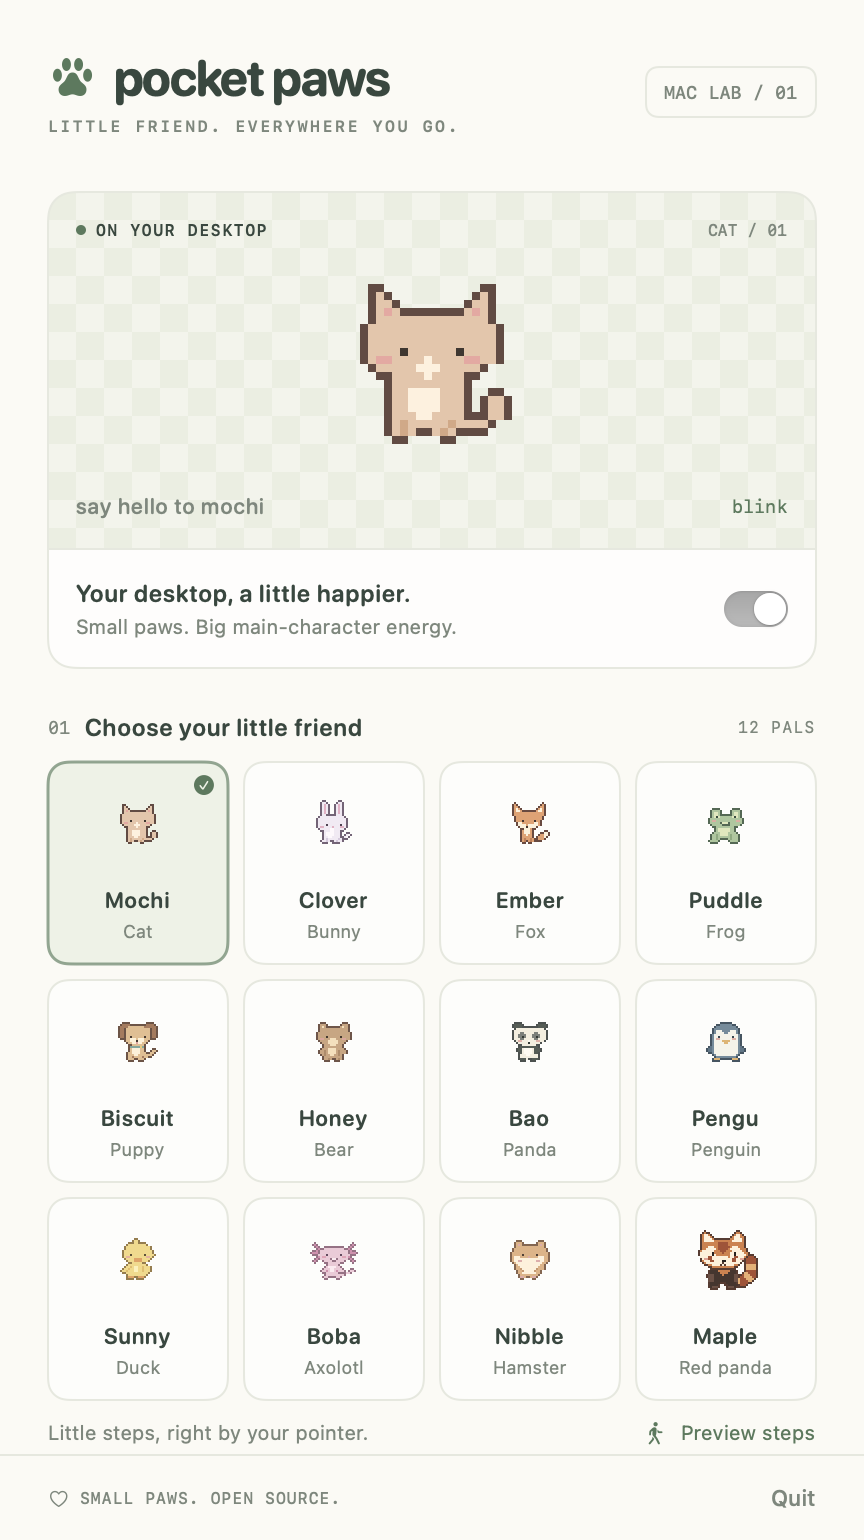 pocket paws
LITTLE FRIEND. EVERYWHERE YOU GO.
MAC LAB / 01
ON YOUR DESKTOP
CAT / 01
say hello to mochi
blink
Your desktop, a little happier.
Small paws. Big main-character energy.
01 Choose your little friend
12 PALS
Mochi
Cat
Clover
Bunny
Ember
Fox
Puddle
Frog
Biscuit
Puppy
Honey
Bear
Bao
Panda
Pengu
Penguin
Sunny
Duck
Boba
Axolotl
Nibble
Hamster
Maple
Red panda
Little steps, right by your pointer.
Preview steps
SMALL PAWS. OPEN SOURCE.
Quit